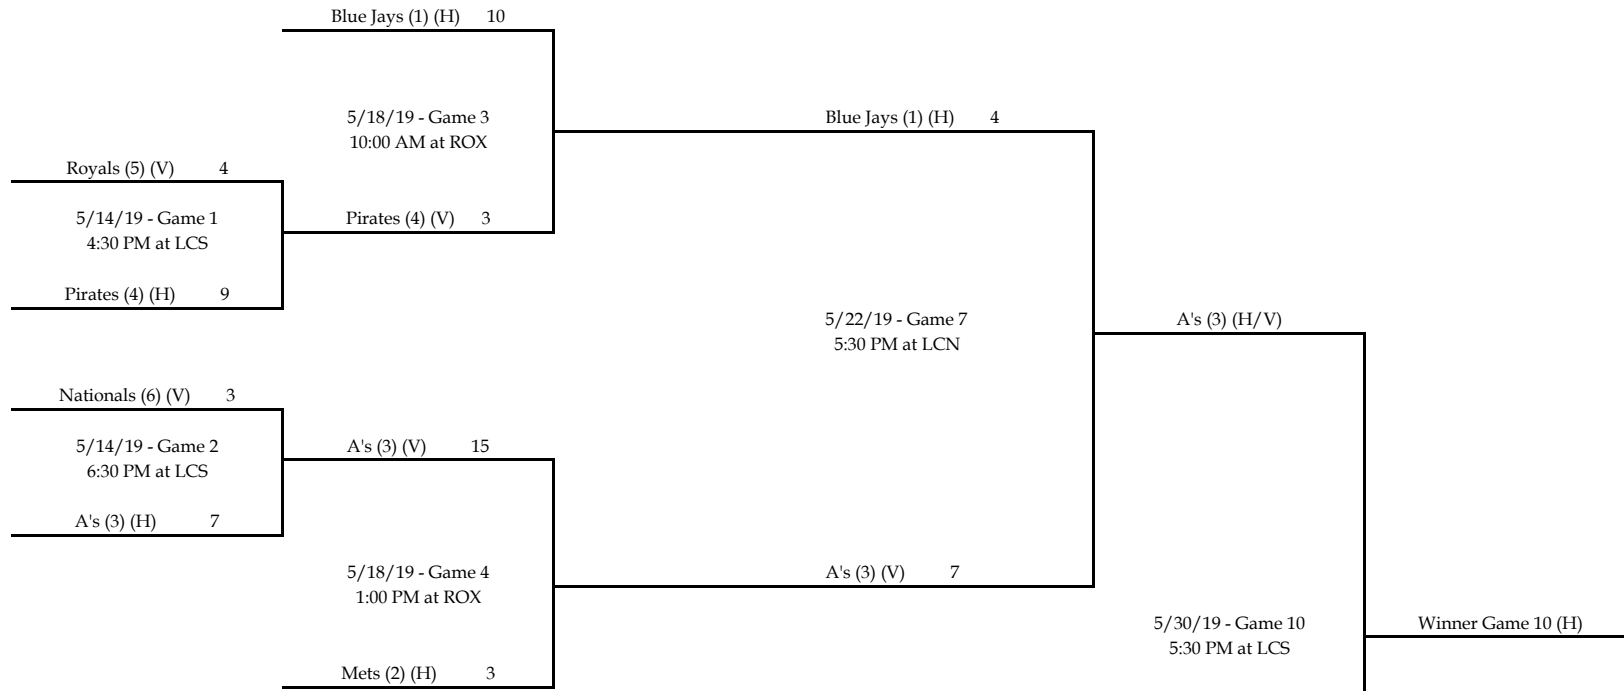 Blue Jays (1) (H) 10
5/18/19 - Game 3
10:00 AM at ROX
Blue Jays (1) (H) 4
Royals (5) (V) 4
5/14/19 - Game 1
4:30 PM at LCS
Pirates (4) (V) 3
Pirates (4) (H) 9
5/22/19 - Game 7
5:30 PM at LCN
A's (3) (H/V)
Nationals (6) (V) 3
5/14/19 - Game 2
6:30 PM at LCS
A's (3) (V) 15
A's (3) (H) 7
5/18/19 - Game 4
1:00 PM at ROX
A's (3) (V) 7
5/30/19 - Game 10
5:30 PM at LCS
Winner Game 10 (H)
Mets (2) (H) 3